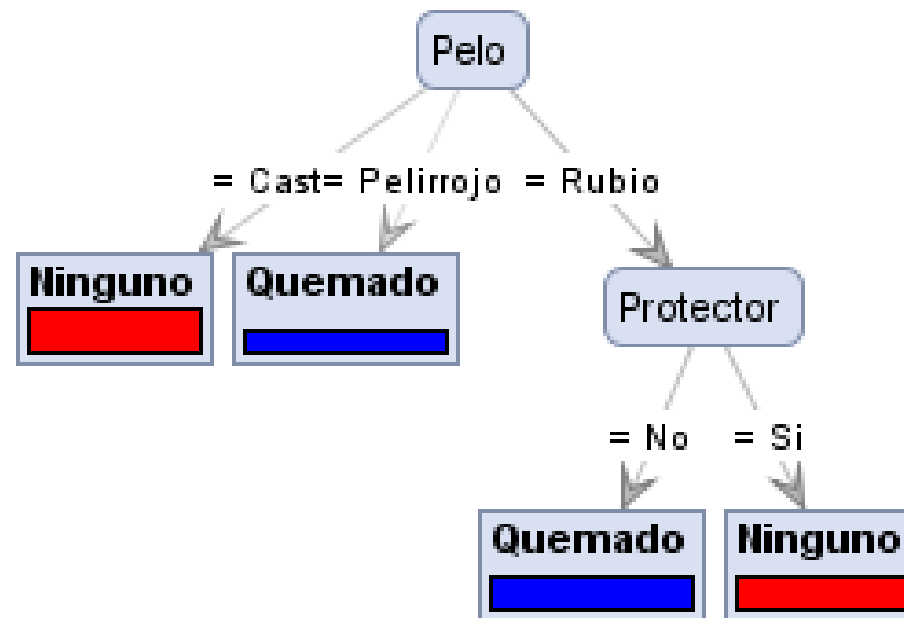 Pelo
= Cast= Pelirrojo = Rubio
Ninguno
Quemado
Protector
= No = Si
Quemado
Ninguno